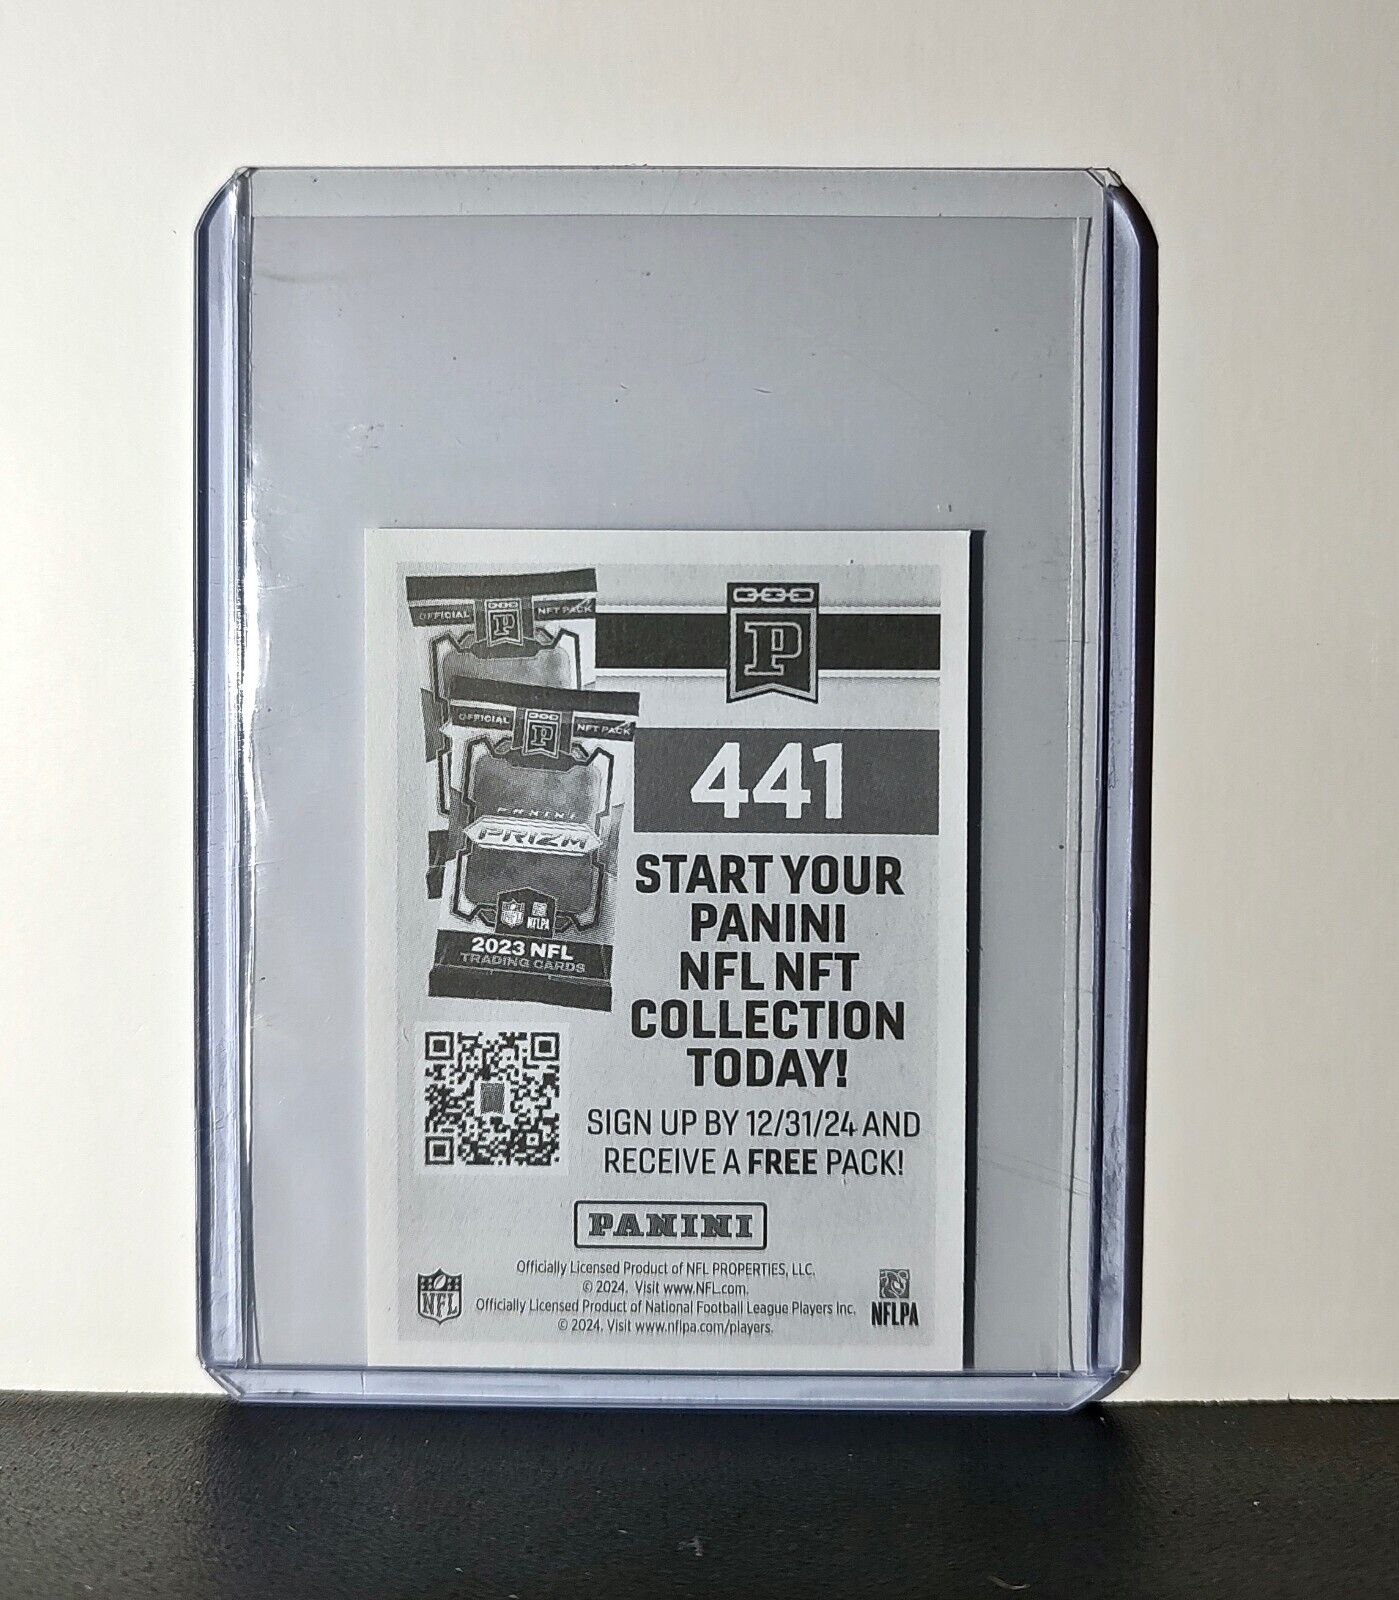 OFFICIAL
P
NFT PACK
OFFICIAL
P
NFT PACK
PANINI
PRIZM
NFL
NFLPA
2023 NFL
TRADING CARDS
P
441
START YOUR
PANINI
NFL NFT
COLLECTION
TODAY!
SIGN UP BY 12/31/24 AND
RECEIVE A FREE PACK!
PANINI
Officially Licensed Product of NFL PROPERTIES, LLC.
© 2024. Visit www.NFL.com.
Officially Licensed Product of National Football League Players Inc.
© 2024. Visit www.nflpa.com/players.
NFL
NFLPA